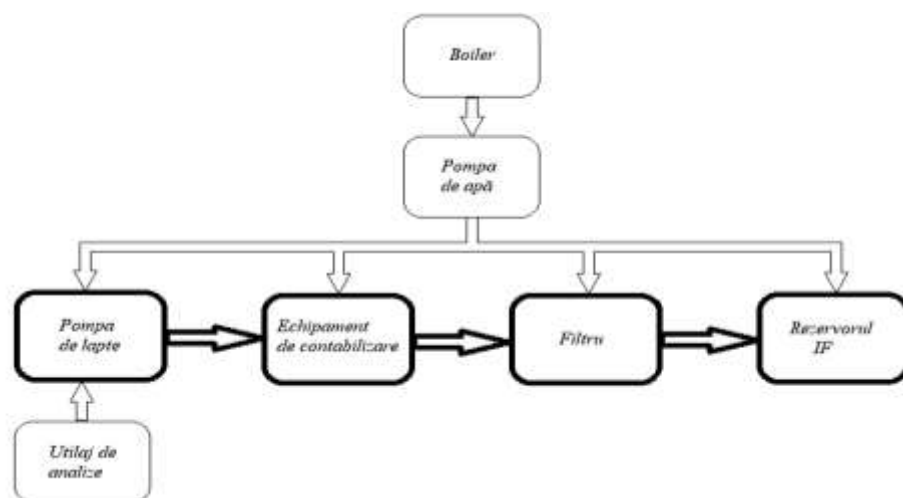 Boiler
Pompa
de apă
Pompa
de lapte
Echipament
de contabilizare
Filtru
Rezervorul
IF
Utilaj de
analize